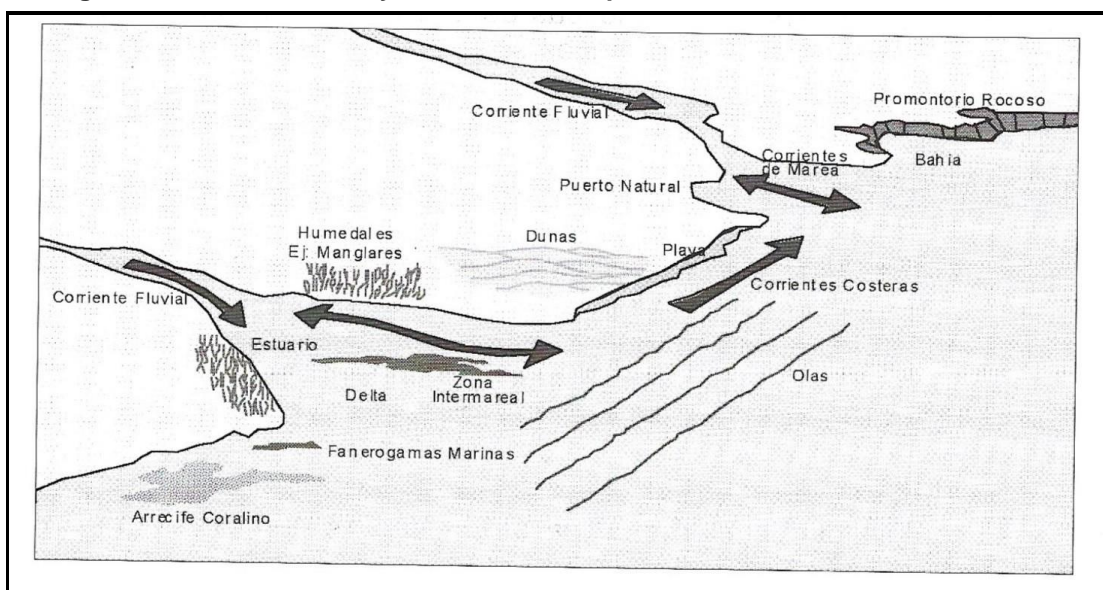 Corriente Fluvial
Promontorio Rocoso
Bahía
Corrientes
de Marea
Puerto Natural
Humedales
Ej: Manglares
Dunas
Playa
Corriente Fluvial
Corrientes Costeras
Estuario
Zona
Intermareal
Delta
Olas
Fanerogamas Marinas
Arrecife Coralino